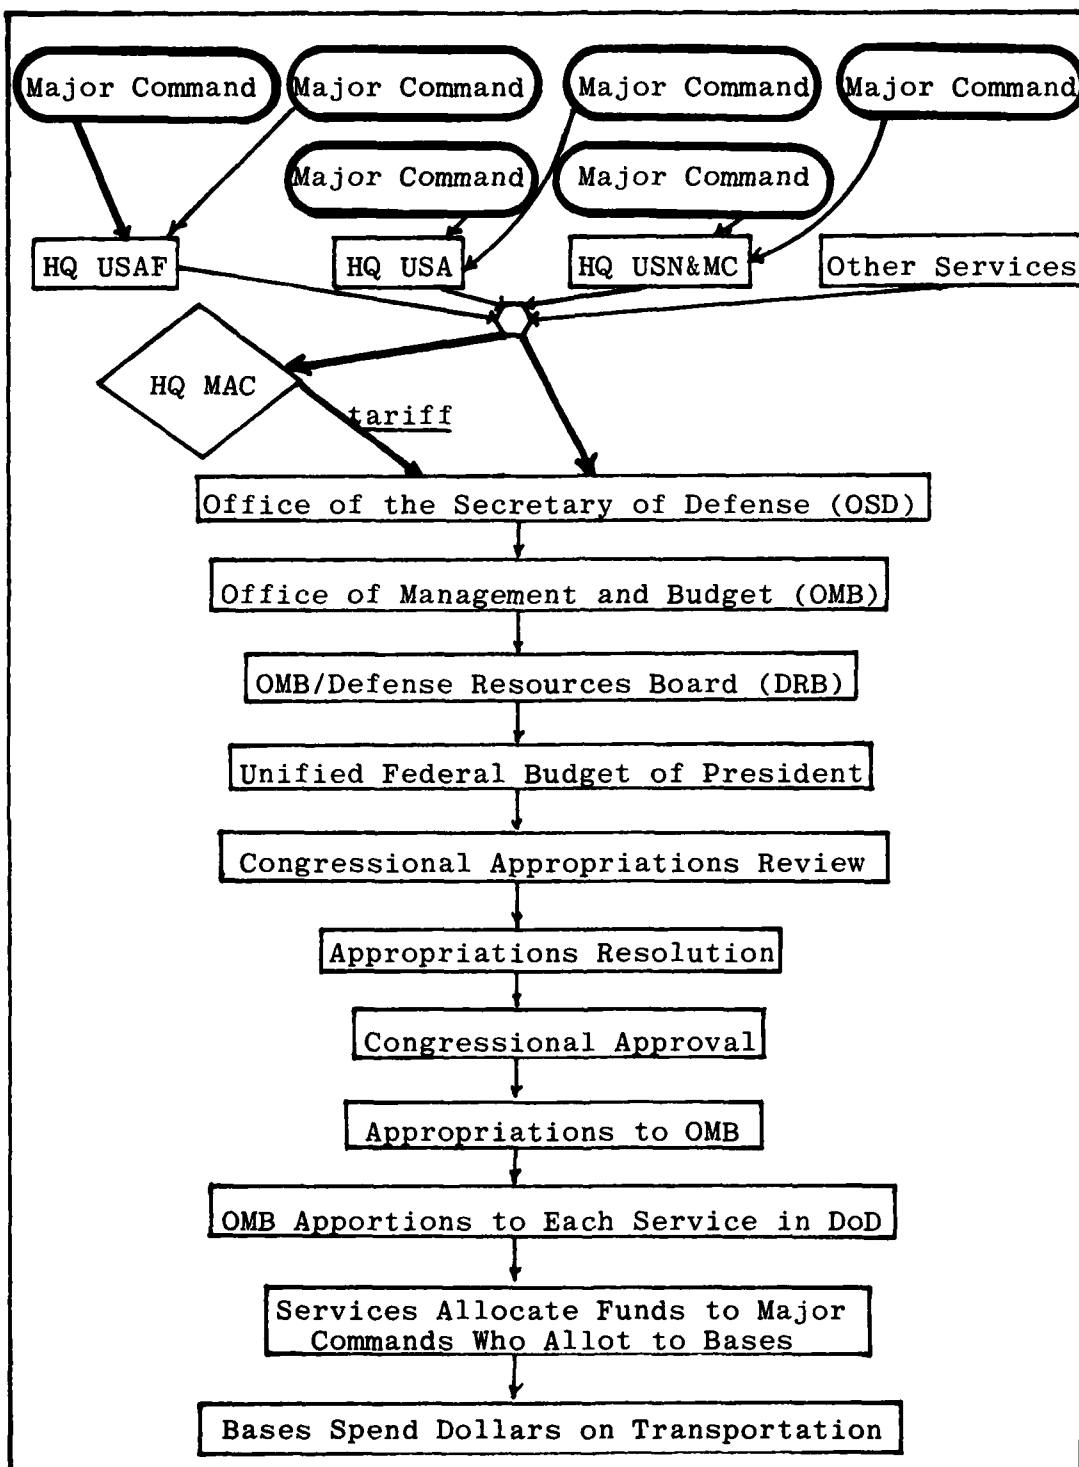 Major Command
Major Command
Major Command
Major Command
Major Command
Major Command
HQ USAF
HQ USA
HQ USN&MC
Other Services
HQ MAC
tariff
Office of the Secretary of Defense (OSD)
Office of Management and Budget (OMB)
OMB/Defense Resources Board (DRB)
Unified Federal Budget of President
Congressional Appropriations Review
Appropriations Resolution
Congressional Approval
Appropriations to OMB
OMB Apportions to Each Service in DoD
Services Allocate Funds to Major
Commands Who Allot to Bases
Bases Spend Dollars on Transportation